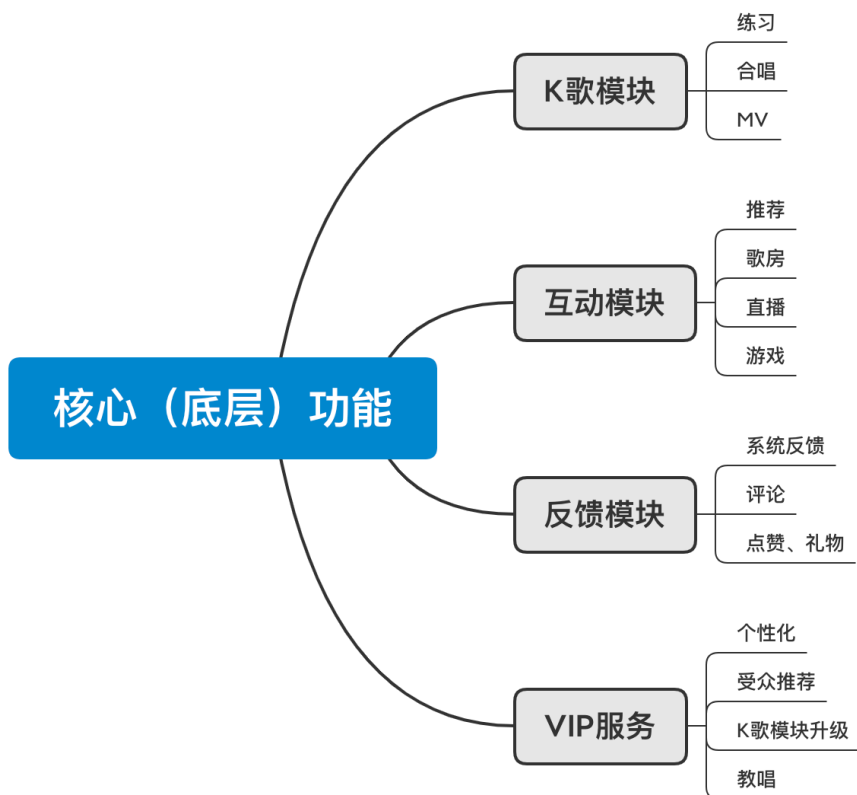 核心（底层）功能
K歌模块
练习
合唱
MV
互动模块
推荐
歌房
直播
游戏
反馈模块
系统反馈
评论
点赞、礼物
VIP服务
个性化
受众推荐
K歌模块升级
教唱